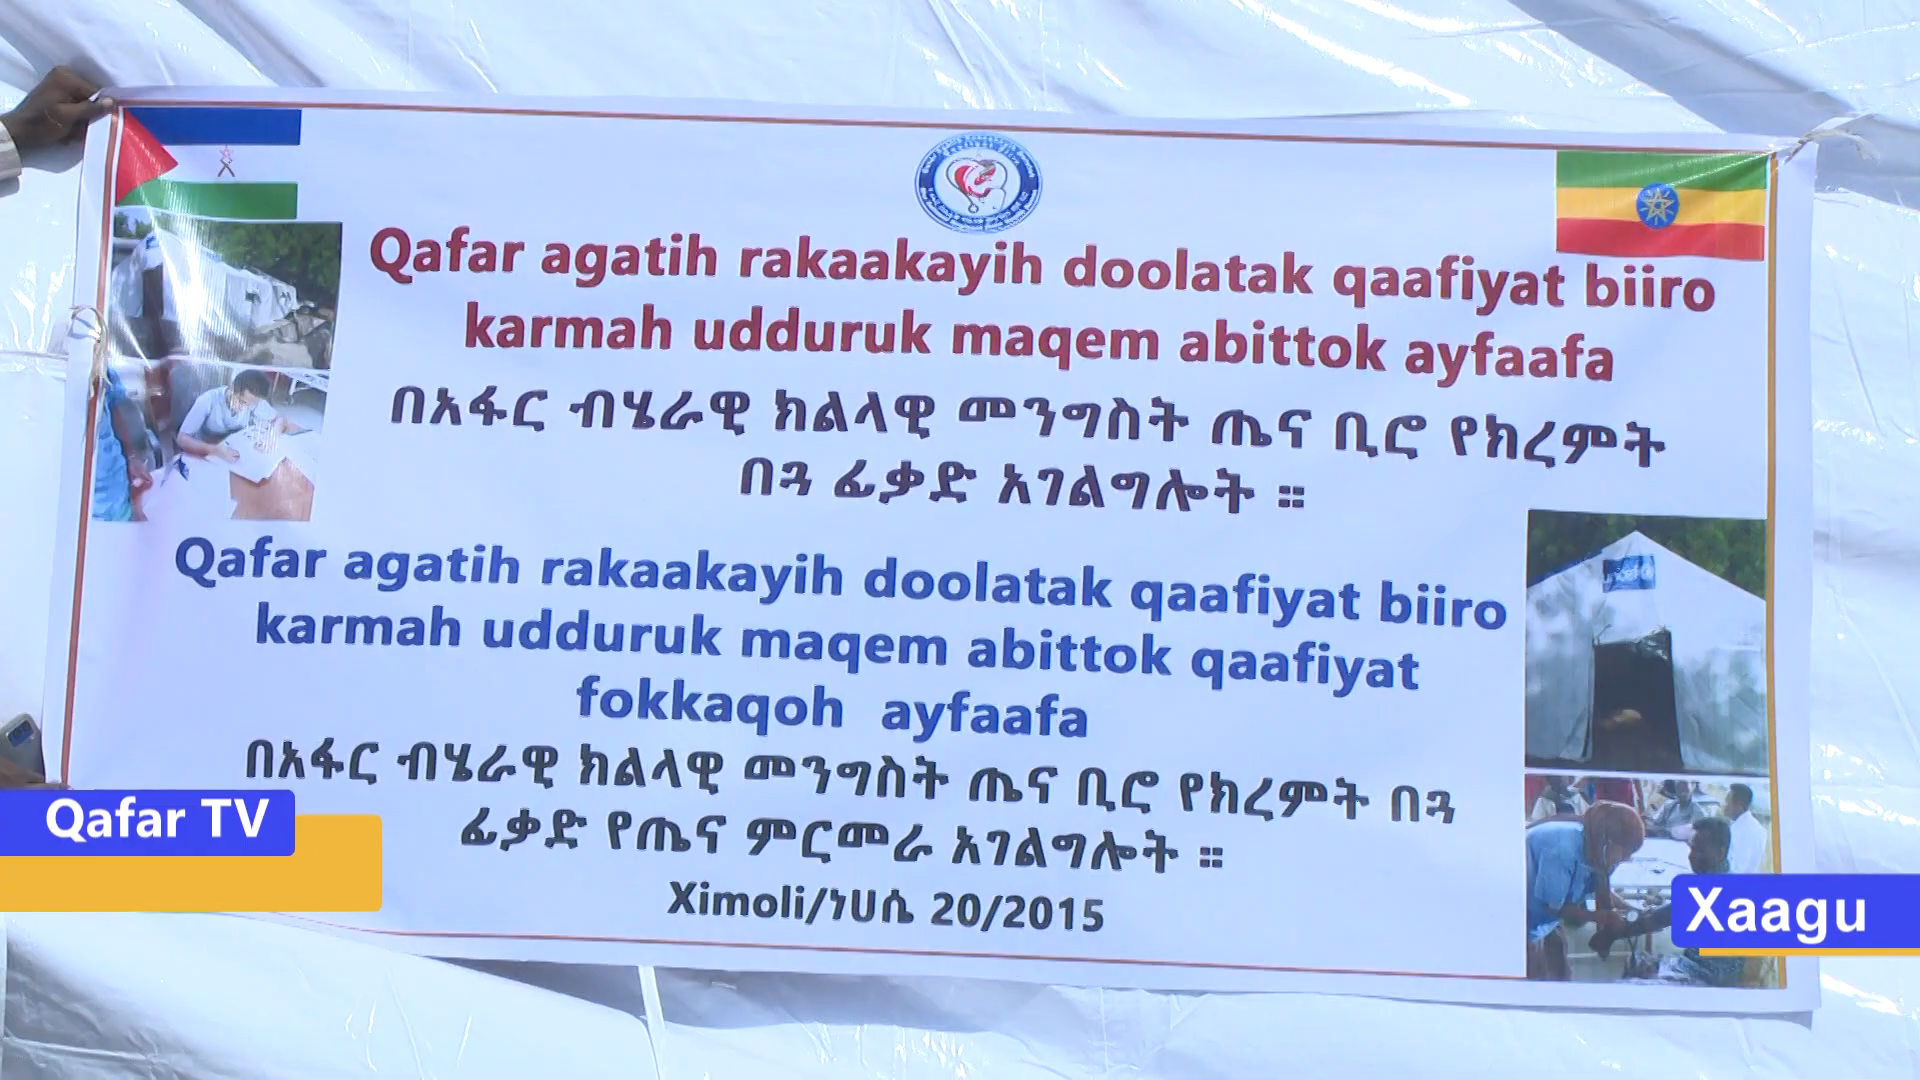 Qafar agatih rakaakayih doolatak qaafiyat biiro
karmah udduruk maqem abittok ayfaafa
በአፋር ብሄራዊ ክልላዊ መንግስት ጤና ቢሮ የክረምት
በጓ ፊቃድ አገልግሎት ።
Qafar agatih rakaakayih doolatak qaafiyat biiro
karmah udduruk maqem abittok qaafiyat
fokkaqoh ayfaafa
በአፋር ብሄራዊ ክልላዊ መንግስት ጤና ቢሮ የክረምት በጓ
ፊቃድ የጤና ምርመራ አገልግሎት ።
Ximoli/ነሀሴ 20/2015
Qafar TV
Xaagu